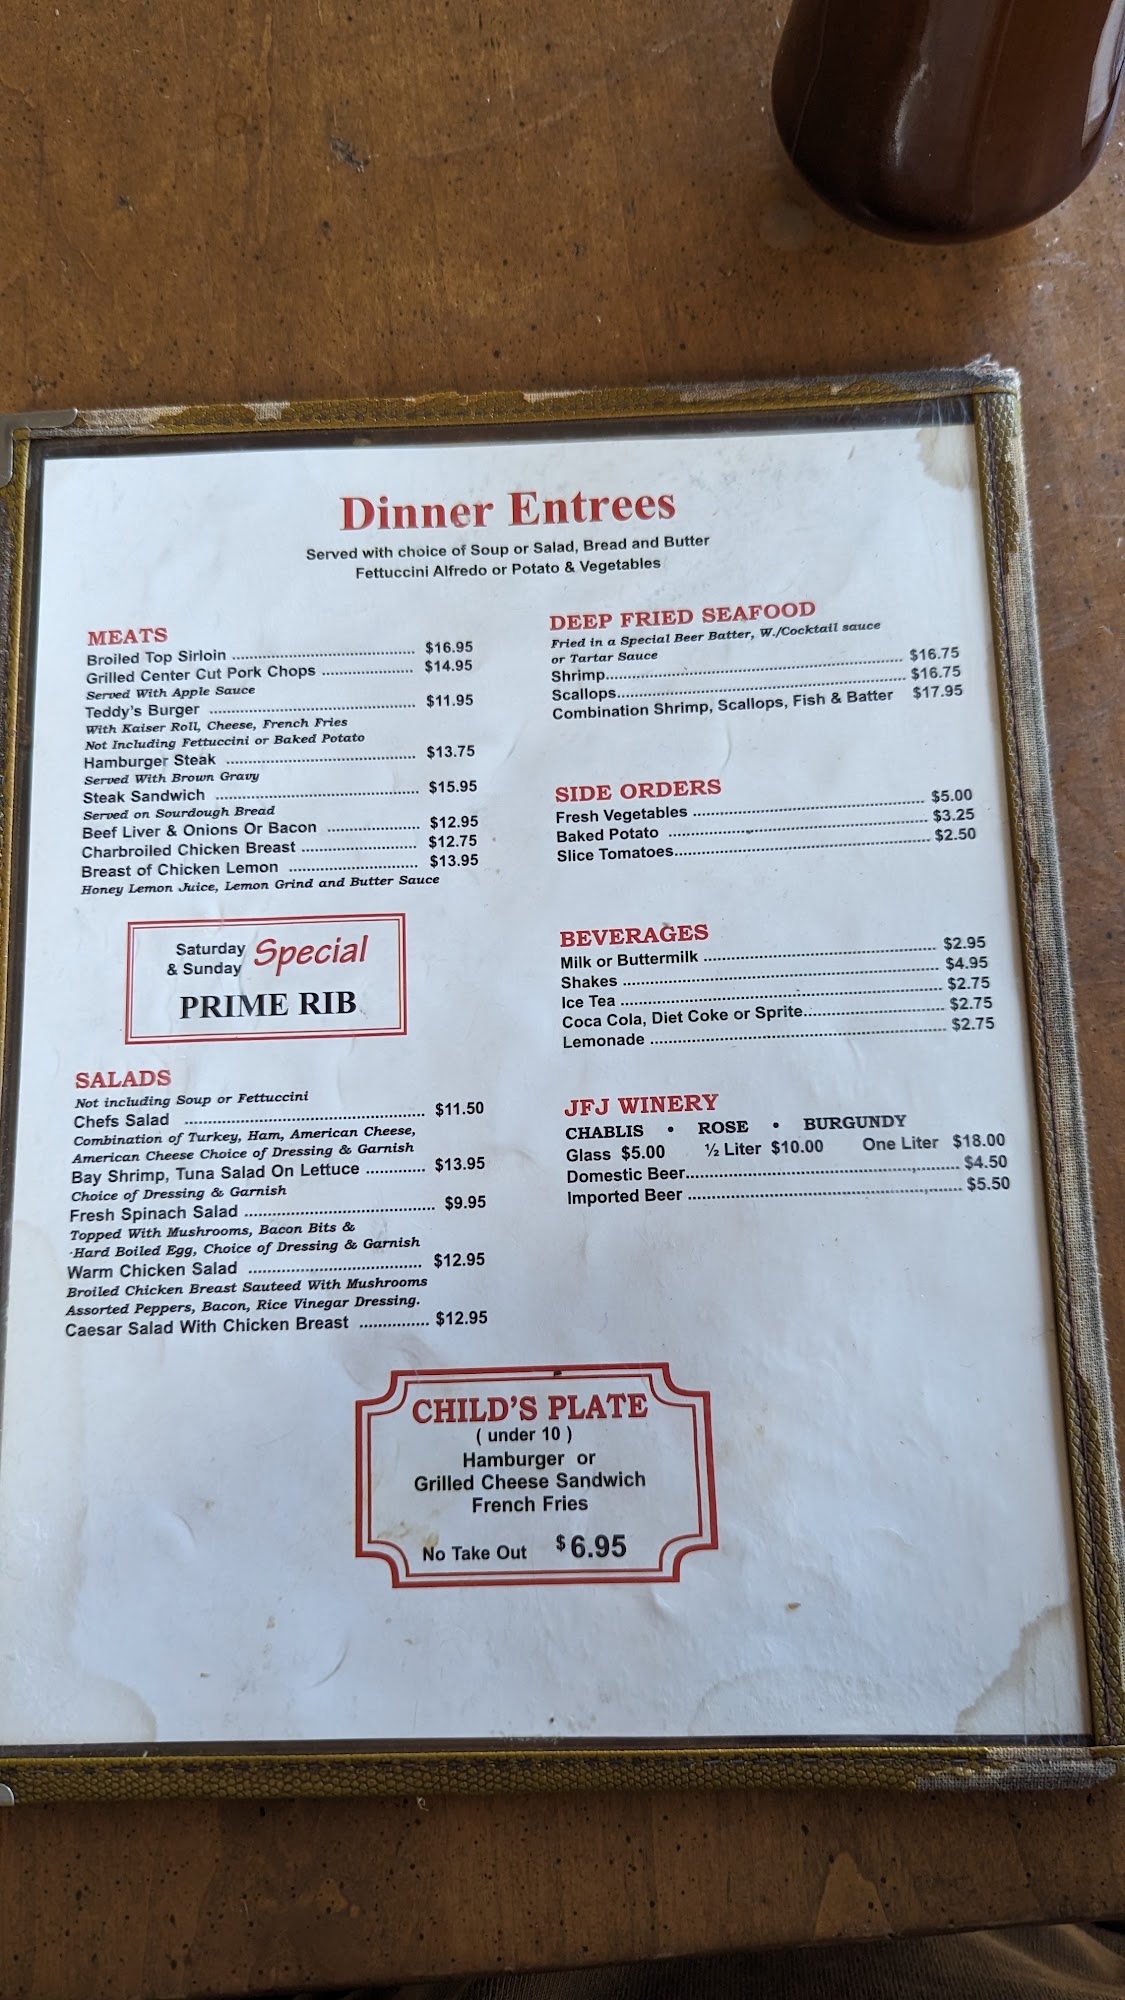 Dinner Entrees
Served with choice of Soup or Salad, Bread and Butter
Fettuccini Alfredo or Potato & Vegetables
MEATS
Broiled Top Sirloin ........................................ $16.95
Grilled Center Cut Pork Chops .................... $14.95
Served With Apple Sauce
Teddy's Burger ............................................. $11.95
With Kaiser Roll, Cheese, French Fries
Not Including Fettuccini or Baked Potato
Hamburger Steak ......................................... $13.75
Served With Brown Gravy
Steak Sandwich ............................................ $15.95
Served on Sourdough Bread
Beef Liver & Onions Or Bacon .................... $12.95
Charbroiled Chicken Breast ......................... $12.75
Breast of Chicken Lemon ............................ $13.95
Honey Lemon Juice, Lemon Grind and Butter Sauce
Saturday
& Sunday Special
PRIME RIB
SALADS
Not including Soup or Fettuccini
Chefs Salad .................................................... $11.50
Combination of Turkey, Ham, American Cheese,
American Cheese Choice of Dressing & Garnish
Bay Shrimp, Tuna Salad On Lettuce ............. $13.95
Choice of Dressing & Garnish
Fresh Spinach Salad ......................................... $9.95
Topped With Mushrooms, Bacon Bits &
Hard Boiled Egg, Choice of Dressing & Garnish
Warm Chicken Salad ...................................... $12.95
Broiled Chicken Breast Sauteed With Mushrooms
Assorted Peppers, Bacon, Rice Vinegar Dressing.
Caesar Salad With Chicken Breast ............... $12.95
DEEP FRIED SEAFOOD
Fried in a Special Beer Batter, W./Cocktail sauce
or Tartar Sauce
Shrimp................................................................ $16.75
Scallops.............................................................. $16.75
Combination Shrimp, Scallops, Fish & Batter $17.95
SIDE ORDERS
Fresh Vegetables .................................................. $5.00
Baked Potato ........................................................ $3.25
Slice Tomatoes...................................................... $2.50
BEVERAGES
Milk or Buttermilk .................................................. $2.95
Shakes .................................................................. $4.95
Ice Tea .................................................................. $2.75
Coca Cola, Diet Coke or Sprite............................... $2.75
Lemonade ............................................................. $2.75
JFJ WINERY
CHABLIS • ROSE • BURGUNDY
Glass $5.00 ½ Liter $10.00 One Liter $18.00
Domestic Beer........................................................ $4.50
Imported Beer ........................................................ $5.50
CHILD'S PLATE
( under 10 )
Hamburger or
Grilled Cheese Sandwich
French Fries
No Take Out $6.95